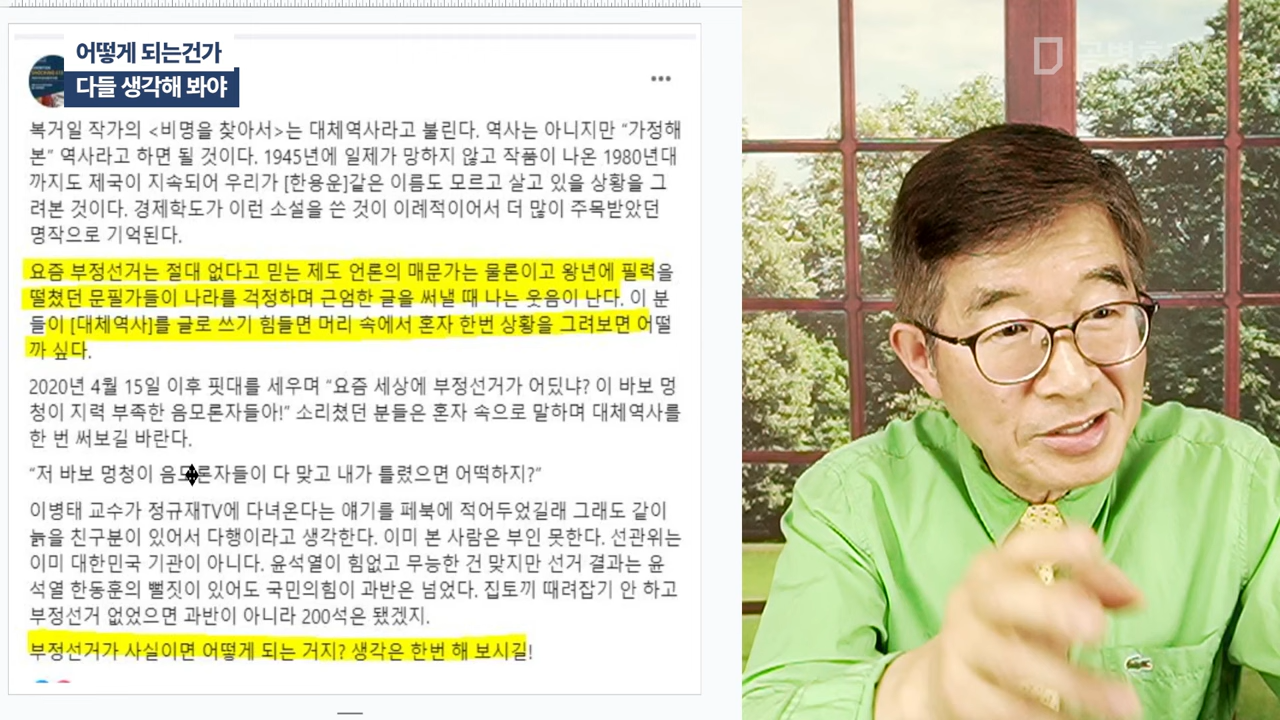 어떻게 되는건가
다들 생각해 봐야
복거일 작가의 <비명을 찾아서>는 대체역사라고 불린다. 역사는 아니지만 “가정해
본” 역사라고 하면 될 것이다. 1945년에 일제가 망하지 않고 작품이 나온 1980년대
까지도 제국이 지속되어 우리가 [한용운]같은 이름도 모르고 살고 있을 상황을 그
려본 것이다. 경제학도가 이런 소설을 쓴 것이 이례적이어서 더 많이 주목받았던
명작으로 기억된다.
요즘 부정선거는 절대 없다고 믿는 제도 언론의 매문가는 물론이고 왕년에 필력을
떨쳤던 문필가들이 나라를 걱정하며 근엄한 글을 써낼 때 나는 웃음이 난다. 이 분
들이 [대체역사]를 글로 쓰기 힘들면 머리 속에서 혼자 한번 상황을 그려보면 어떨
까 싶다.
2020년 4월 15일 이후 핏대를 세우며 “요즘 세상에 부정선거가 어딨냐? 이 바보 멍
청이 지력 부족한 음모론자들아!” 소리쳤던 분들은 혼자 속으로 말하며 대체역사를
한 번 써보길 바란다.
“저 바보 멍청이 음모론자들이 다 맞고 내가 틀렸으면 어떡하지?”
이병태 교수가 정규재TV에 다녀온다는 얘기를 페북에 적어두었길래 그래도 같이
늙을 친구분이 있어서 다행이라고 생각한다. 이미 본 사람은 부인 못한다. 선관위는
이미 대한민국 기관이 아니다. 윤석열이 힘없고 무능한 건 맞지만 선거 결과는 윤
석열 한동훈의 뻘짓이 있어도 국민의힘이 과반은 넘었다. 집토끼 때려잡기 안 하고
부정선거 없었으면 과반이 아니라 200석은 됐겠지.
부정선거가 사실이면 어떻게 되는 거지? 생각은 한번 해 보시길!
공병호TV